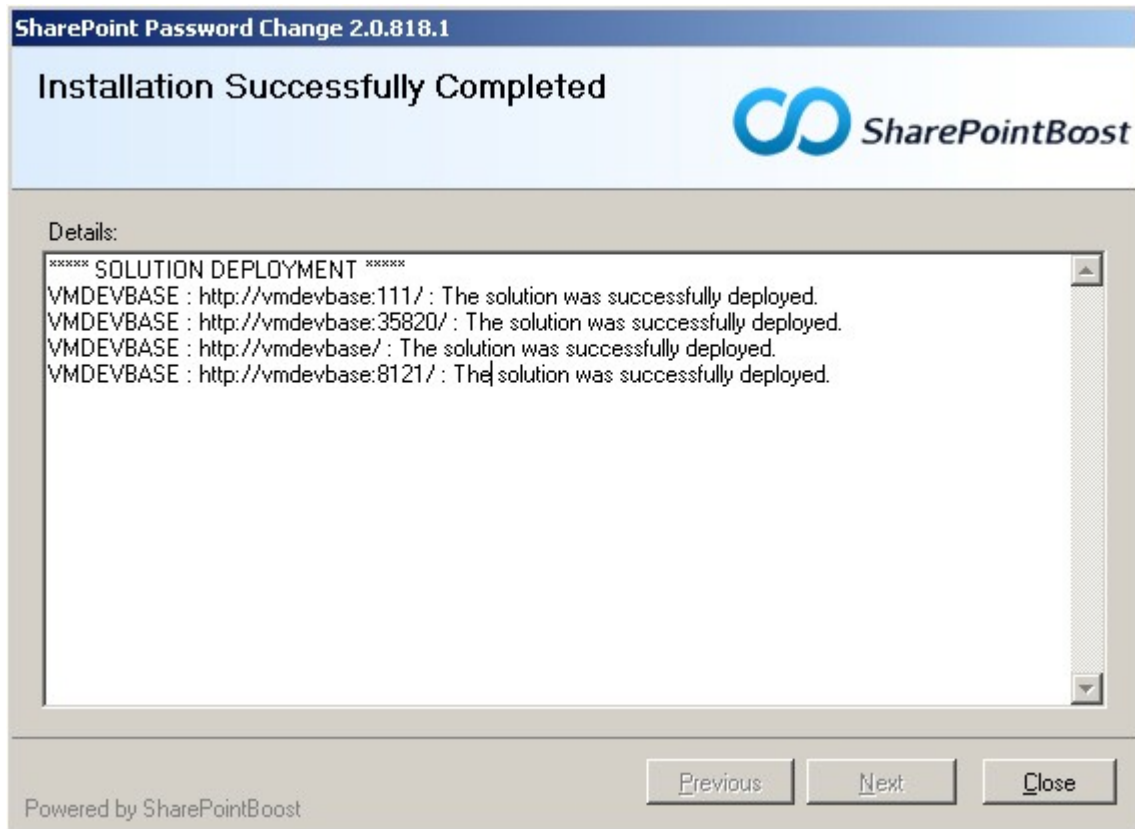 SharePoint Password Change 2.0.818.1
Installation Successfully Completed
SharePointBoost
Details:
***** SOLUTION DEPLOYMENT *****
VMDEVBASE : http://vmdevbase:111/ : The solution was successfully deployed.
VMDEVBASE : http://vmdevbase:35820/ : The solution was successfully deployed.
VMDEVBASE : http://vmdevbase/ : The solution was successfully deployed.
VMDEVBASE : http://vmdevbase:8121/ : The solution was successfully deployed.
Previous Next Close
Powered by SharePointBoost